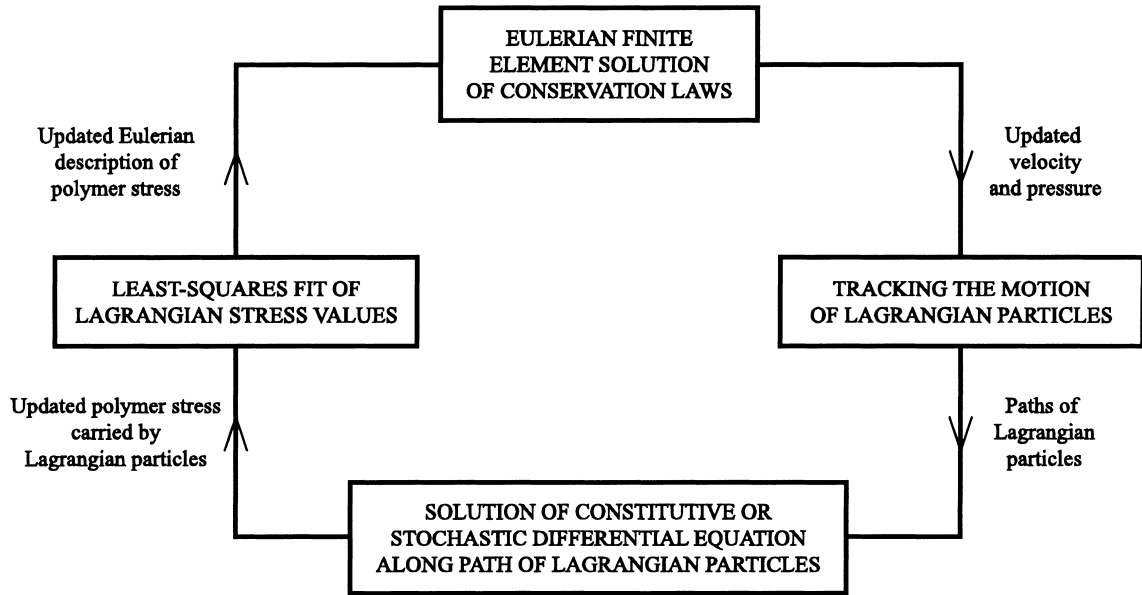 EULERIAN FINITE
ELEMENT SOLUTION
OF CONSERVATION LAWS
Updated
velocity
and pressure
TRACKING THE MOTION
OF LAGRANGIAN PARTICLES
Paths of
Lagrangian
particles
SOLUTION OF CONSTITUTIVE OR
STOCHASTIC DIFFERENTIAL EQUATION
ALONG PATH OF LAGRANGIAN PARTICLES
Updated polymer stress
carried by
Lagrangian particles
LEAST-SQUARES FIT OF
LAGRANGIAN STRESS VALUES
Updated Eulerian
description of
polymer stress